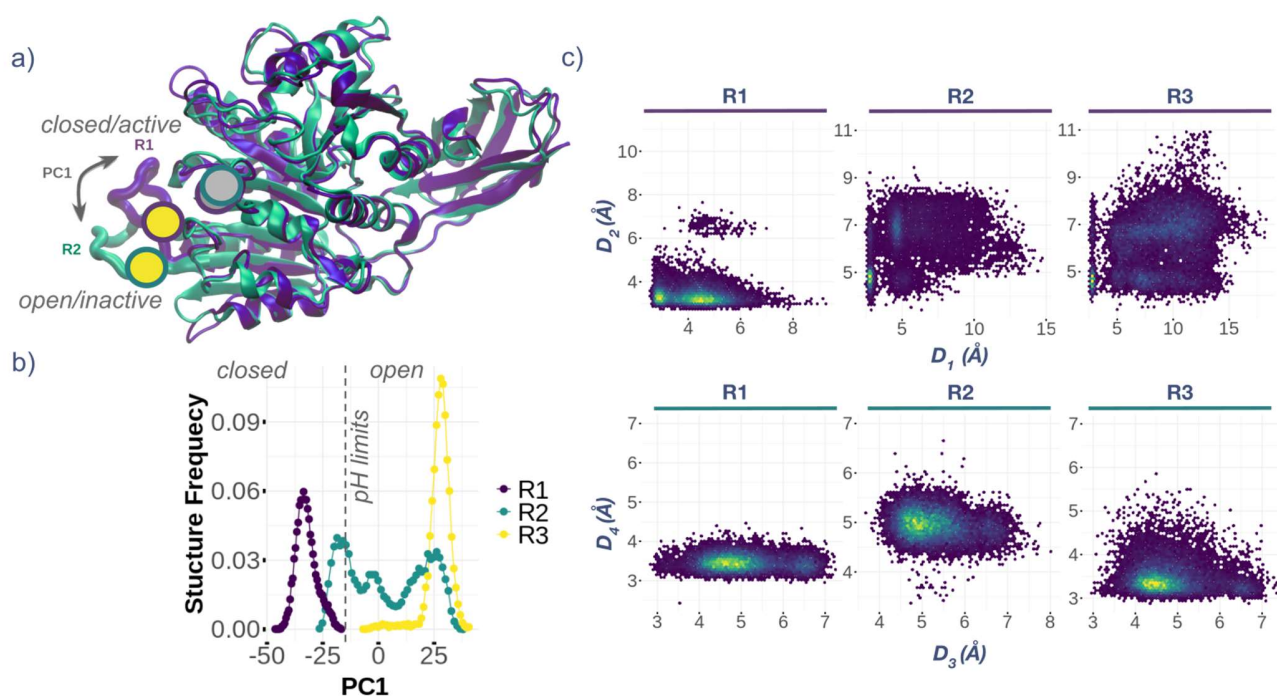 a)
closed/active
R1
PC1
R2
open/inactive
b)
closed
open
pH limits
Stucture Frequecy
0.09
0.06
0.03
0.00
-50
-25
0
25
PC1
R1
R2
R3
c)
R1
R2
R3
D2 (Å)
10
8
6
4
4
6
8
11
9
7
5
5
10
15
11
9
7
5
5
10
15
D1 (Å)
R1
R2
R3
D4 (Å)
7
6
5
4
3
3
4
5
6
7
7
6
5
4
4
5
6
7
8
7
6
5
4
3
3
4
5
6
7
D3 (Å)